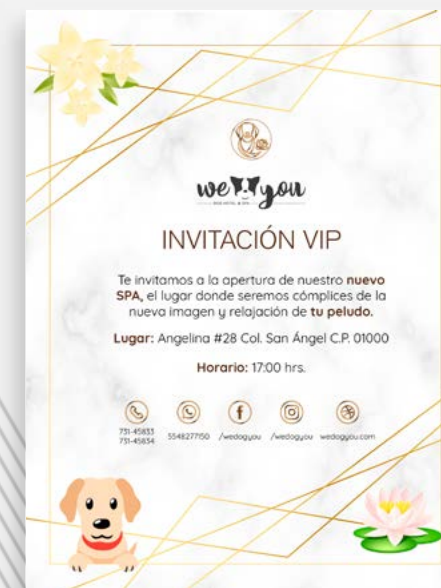 we you
DOG HOTEL & SPA
INVITACIÓN VIP
Te invitamos a la apertura de nuestro nuevo
SPA, el lugar donde seremos cómplices de la
nueva imagen y relajación de tu peludo.
Lugar: Angelina #28 Col. San Ángel C.P. 01000
Horario: 17:00 hrs.
731-45833
731-45834
5548277150 /wedogyou /wedogyou wedogyou.com